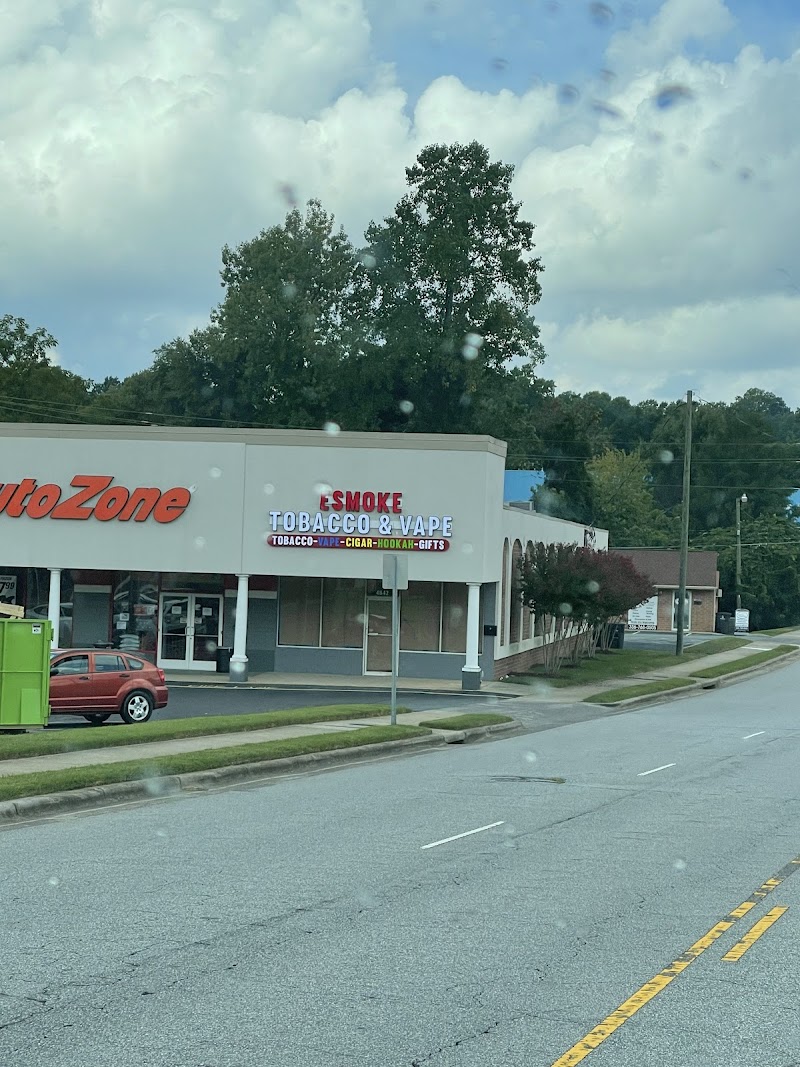 utoZone
ESMOKE
TOBACCO & VAPE
TOBACCO-VAPE-CIGAR-HOOKAH-GIFTS